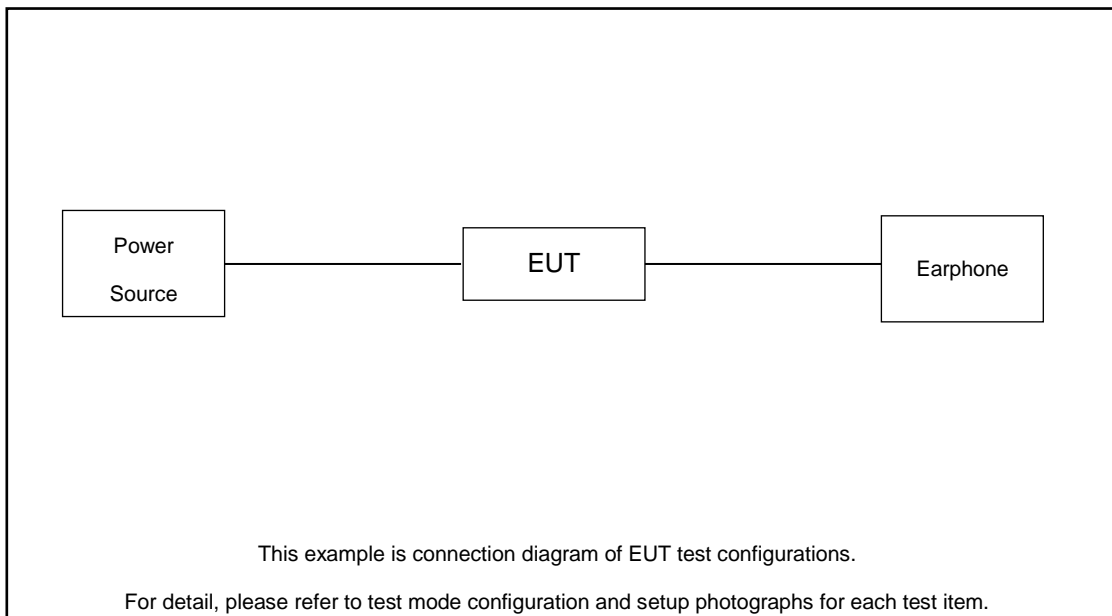 Power
Source
EUT
Earphone
This example is connection diagram of EUT test configurations.
For detail, please refer to test mode configuration and setup photographs for each test item.